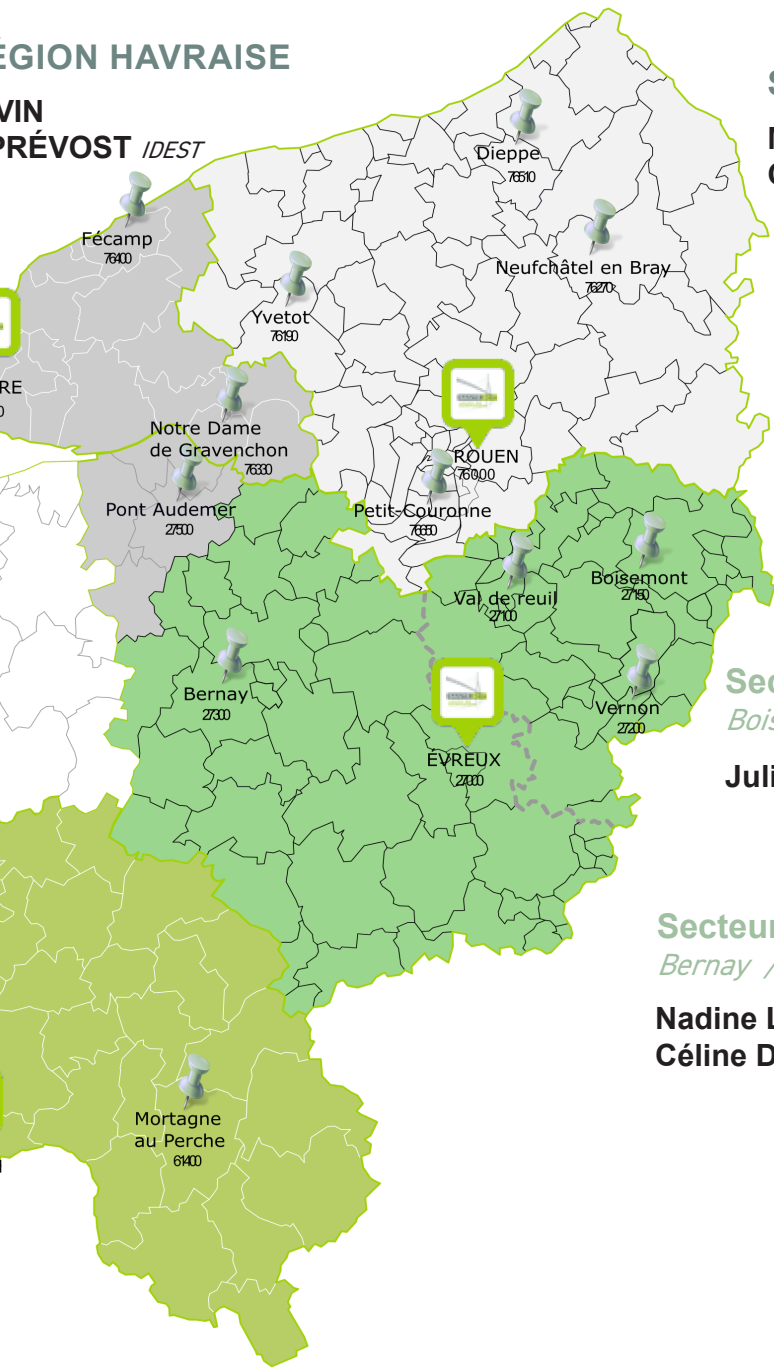 ÉGION HAVRAISE
VIN
PRÉVOST IDEST
Dieppe
76510
Fécamp
76400
Neufchâtel en Bray
76270
Yvetot
76190
RE
Notre Dame
de Gravenchon
76330
ROUEN
Pont Audemer
27500
Petit-Couronne
76650
Boisemont
27150
Val de reuil
27100
Bernay
27300
Vernon
27200
ÉVREUX
27000
Sec
Bois
Juli
Secteur
Bernay /
Nadine L
Céline D
Mortagne
au Perche
61400